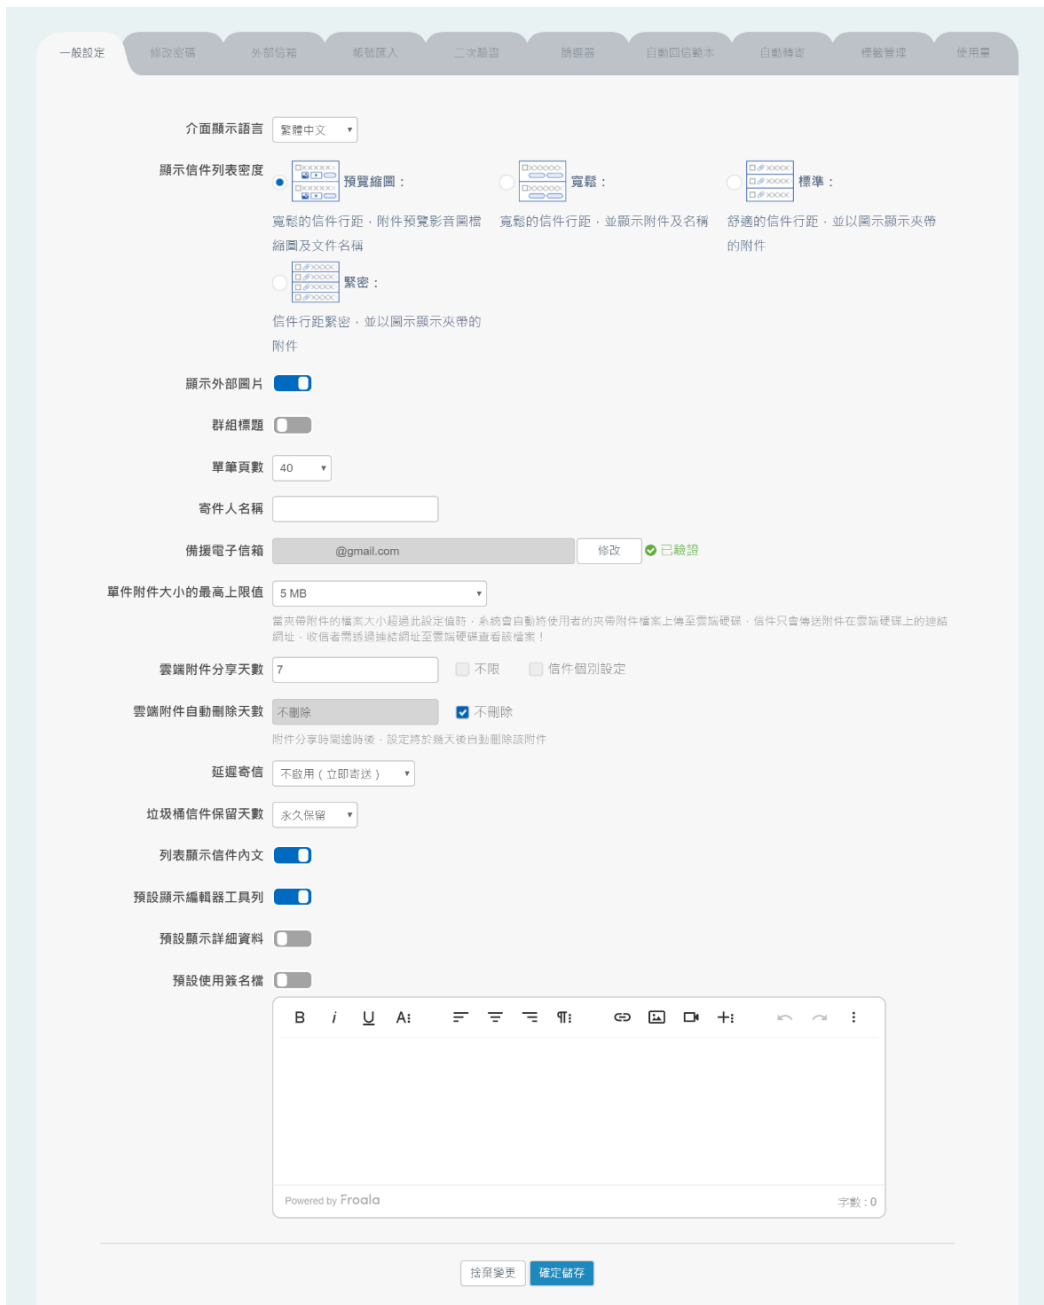 一般設定 修改密碼 外部信箱 帳號匯入 二次驗證 篩選器 自動回信範本 自動轉寄 標籤管理 使用量
介面顯示語言 繁體中文
顯示信件列表密度 預覽縮圖： 寬鬆： 標準：
寬鬆的信件行距，附件預覽影音圖檔 寬鬆的信件行距，並顯示附件及名稱 舒適的信件行距，並以圖示顯示夾帶
縮圖及文件名稱 的附件
緊密：
信件行距緊密，並以圖示顯示夾帶的
附件
顯示外部圖片
群組標題
單筆頁數 40
寄件人名稱
備援電子信箱 @gmail.com 修改 已驗證
單件附件大小的最高上限值 5 MB
當夾帶附件的檔案大小超過此設定值時，系統會自動將使用者的夾帶附件檔案上傳至雲端硬碟，信件只會傳送附件在雲端硬碟上的連結
網址，收信者需透過連結網址至雲端硬碟查看該檔案！
雲端附件分享天數 7 不限 信件個別設定
雲端附件自動刪除天數 不刪除 不刪除
附件分享時間逾時後，設定將於幾天後自動刪除該附件
延遲寄信 不啟用（立即寄送）
垃圾桶信件保留天數 永久保留
列表顯示信件內文
預設顯示編輯器工具列
預設顯示詳細資料
預設使用簽名檔
Powered by Froala 字數：0
捨棄變更 確定儲存